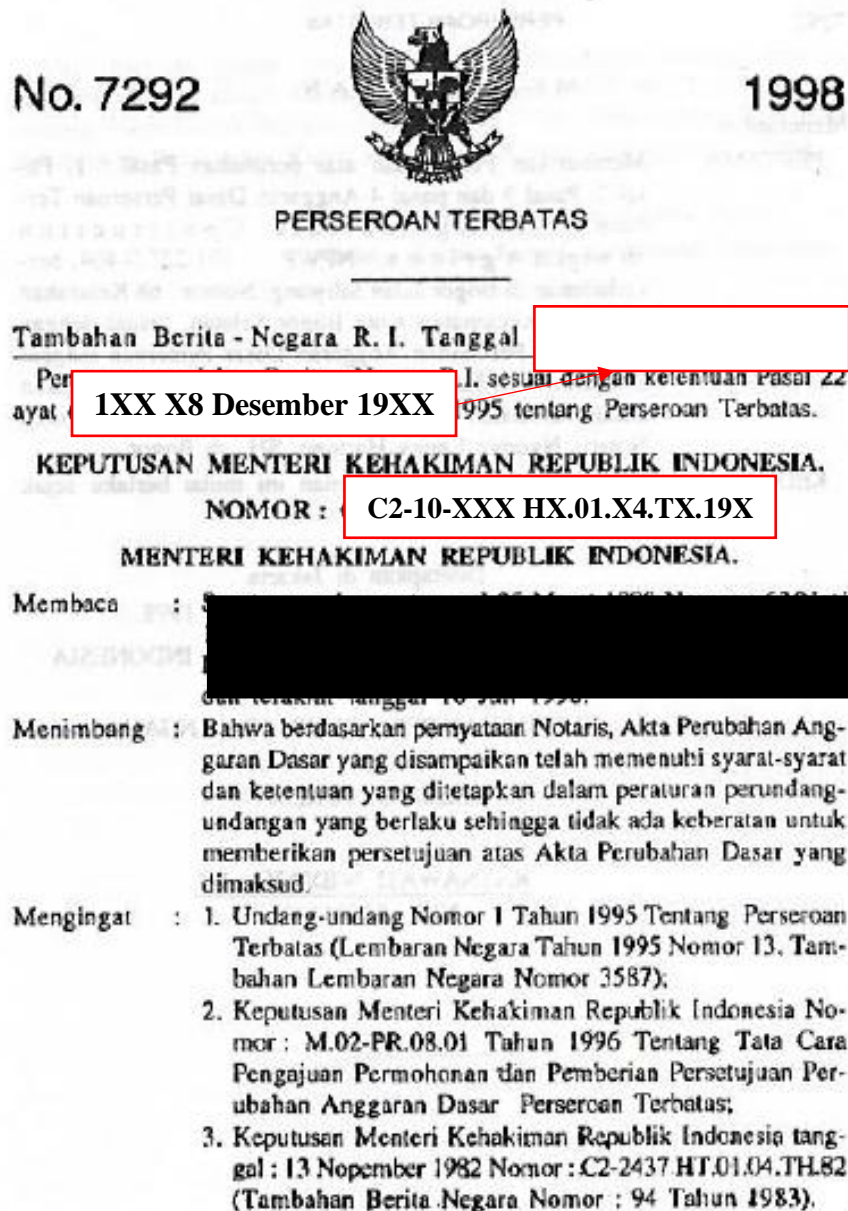 No. 7292
1998
PERSEROAN TERBATAS
Tambahan Berita - Negara R. I. Tanggal
R.I. sesuai dengan ketentuan Pasal 22
ayat
1XX X8 Desember 19XX
1995 tentang Perseroan Terbatas.
KEPUTUSAN MENTERI KEHAKIMAN REPUBLIK INDONESIA.
NOMOR :
C2-10-XXX HX.01.X4.TX.19X
MENTERI KEHAKIMAN REPUBLIK INDONESIA.
Membaca :
dan terakhir tanggal
Menimbang : Bahwa berdasarkan pernyataan Notaris, Akta Perubahan Ang-
garan Dasar yang disampaikan telah memenuhi syarat-syarat
dan ketentuan yang ditetapkan dalam peraturan perundang-
undangan yang berlaku sehingga tidak ada keberatan untuk
memberikan persetujuan atas Akta Perubahan Dasar yang
dimaksud.
Mengingat : 1. Undang-undang Nomor 1 Tahun 1995 Tentang Perseroan
Terbatas (Lembaran Negara Tahun 1995 Nomor 13, Tam-
bahan Lembaran Negara Nomor 3587);
2. Keputusan Menteri Kehakiman Republik Indonesia No-
mor : M.02-PR.08.01 Tahun 1996 Tentang Tata Cara
Pengajuan Permohonan dan Pemberian Persetujuan Per-
ubahan Anggaran Dasar Perseroan Terbatas;
3. Keputusan Menteri Kehakiman Republik Indonesia tang-
gal : 13 Nopember 1982 Nomor : C2-2437.HT.01.04.TH.82
(Tambahan Berita Negara Nomor : 94 Tahun 1983).